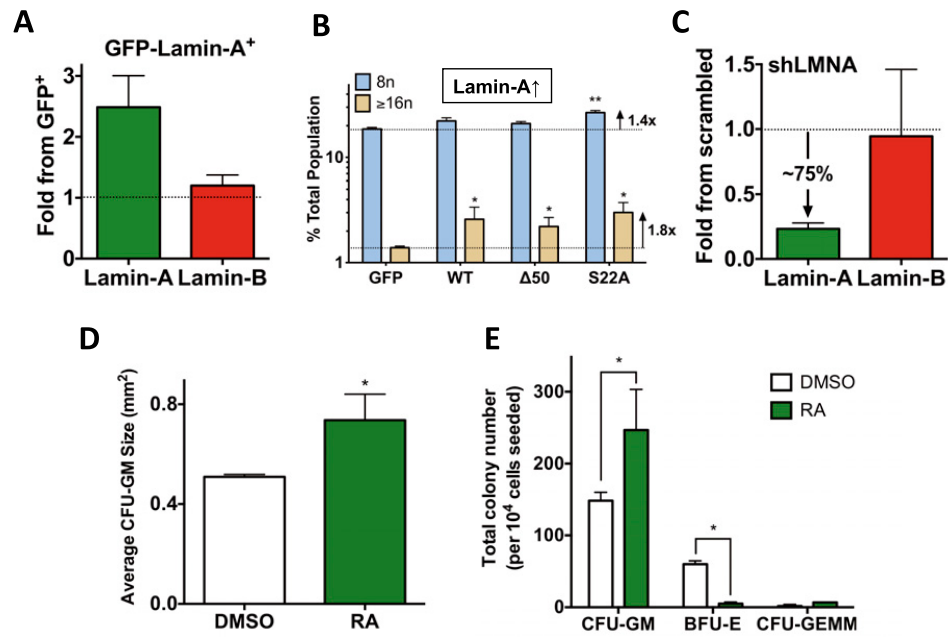 A
GFP-Lamin-A+
Fold from GFP+
3
2
1
0
Lamin-A Lamin-B
B
8n
≥16n
Lamin-A↑
% Total Population
10
1
**
1.4x
*
*
*
1.8x
GFP WT Δ50 S22A
C
shLMNA
Fold from scrambled
1.5
1.0
0.5
0.0
~75%
Lamin-A Lamin-B
D
Average CFU-GM Size (mm2)
0.8
0.4
0.0
*
DMSO RA
E
Total colony number
(per 104 cells seeded)
300
200
100
0
*
*
DMSO
RA
CFU-GM BFU-E CFU-GEMM